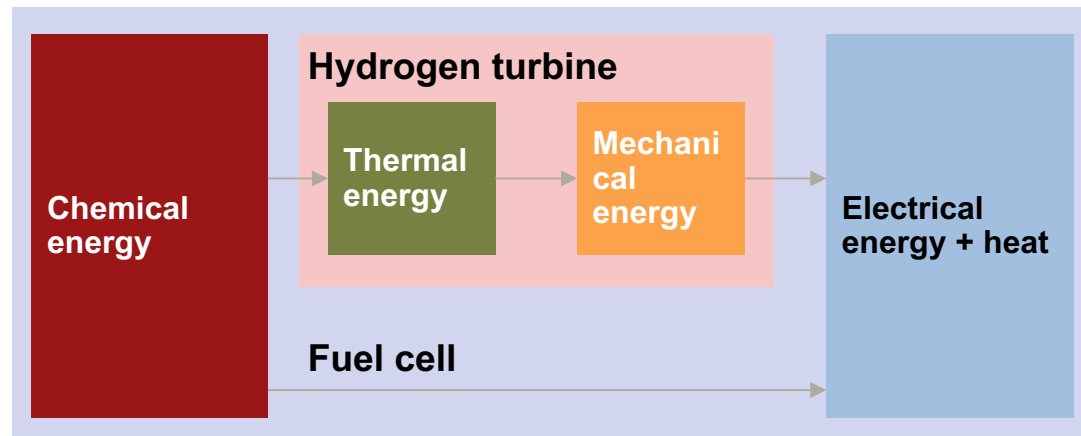 Hydrogen turbine
Chemical
energy
Thermal
energy
Mechani
cal
energy
Electrical
energy + heat
Fuel cell